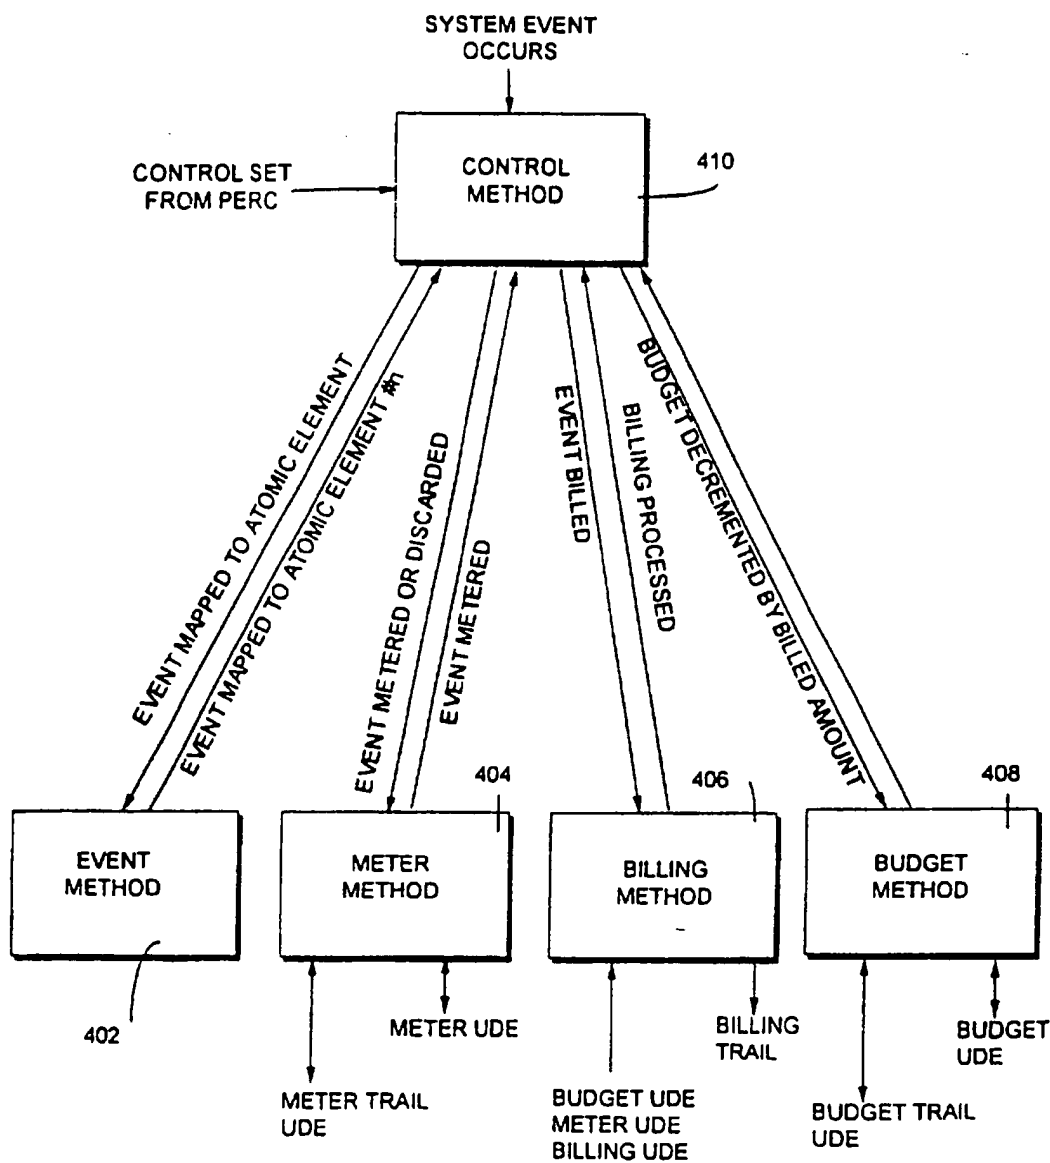 SYSTEM EVENT
OCCURS
CONTROL SET
FROM PERC
CONTROL
METHOD
410
EVENT MAPPED TO ATOMIC ELEMENT
EVENT MAPPED TO ATOMIC ELEMENT #n
EVENT METERED OR DISCARDED
EVENT METERED
EVENT BILLED
BILLING PROCESSED
BUDGET DECREMENTED BY BILLED AMOUNT
EVENT
METHOD
402
METER
METHOD
404
BILLING
METHOD
406
BUDGET
METHOD
408
METER TRAIL
UDE
METER UDE
BUDGET UDE
METER UDE
BILLING UDE
BILLING
TRAIL
BUDGET TRAIL
UDE
BUDGET
UDE